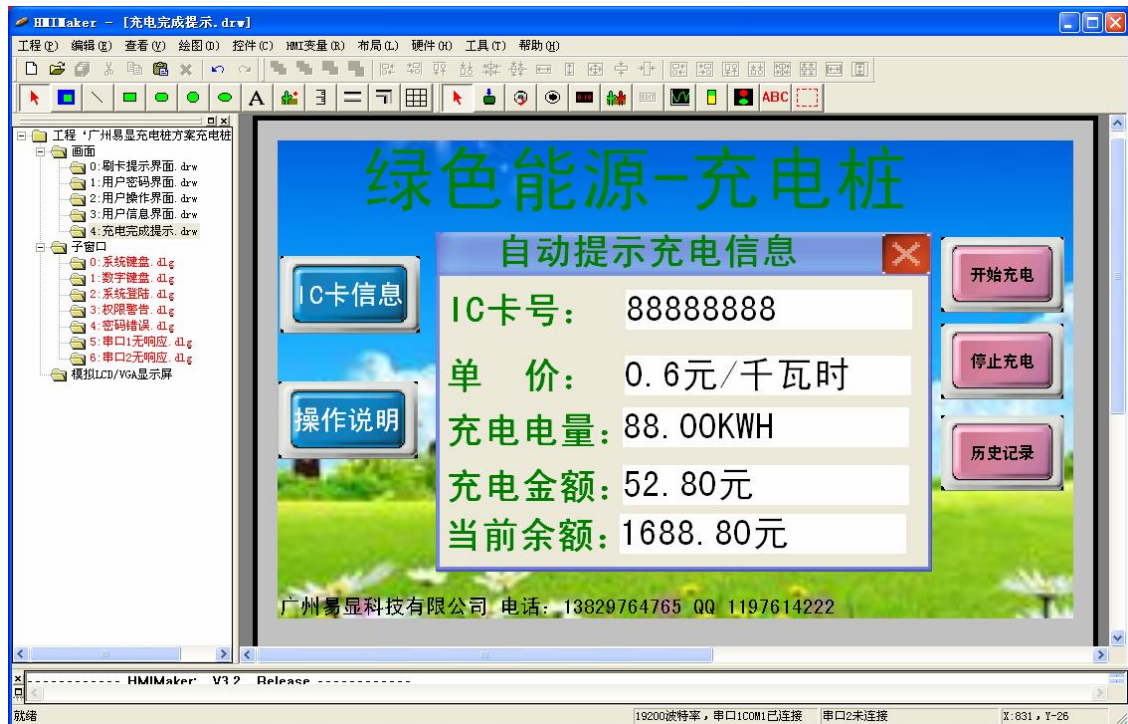 HMIMaker - [充电完成提示.drw]
工程(P) 编辑(E) 查看(V) 绘图(D) 控件(C) HMI变量(R) 布局(L) 硬件(H) 工具(T) 帮助(H)
A ABC
工程‘广州易显充电桩方案充电桩
画面
0:刷卡提示界面.drw
1:用户密码界面.drw
2:用户操作界面.drw
3:用户信息界面.drw
4:充电完成提示.drw
子窗口
0:系统键盘.dlg
1:数字键盘.dlg
2:系统登陆.dlg
3:权限警告.dlg
4:密码错误.dlg
5:串口1无响应.dlg
6:串口2无响应.dlg
模拟LCD/VGA显示屏
绿色能源-充电桩
自动提示充电信息
IC卡信息
操作说明
IC卡号: 88888888
单 价: 0.6元/千瓦时
充电电量: 88.00KWH
充电金额: 52.80元
当前余额: 1688.80元
开始充电
停止充电
历史记录
广州易显科技有限公司 电话: 13829764765 QQ 1197614222
------------ HMIMaker: V3.2 Release ------------
就绪
19200波特率,串口1COM1已连接 串口2未连接 X:831,Y-26